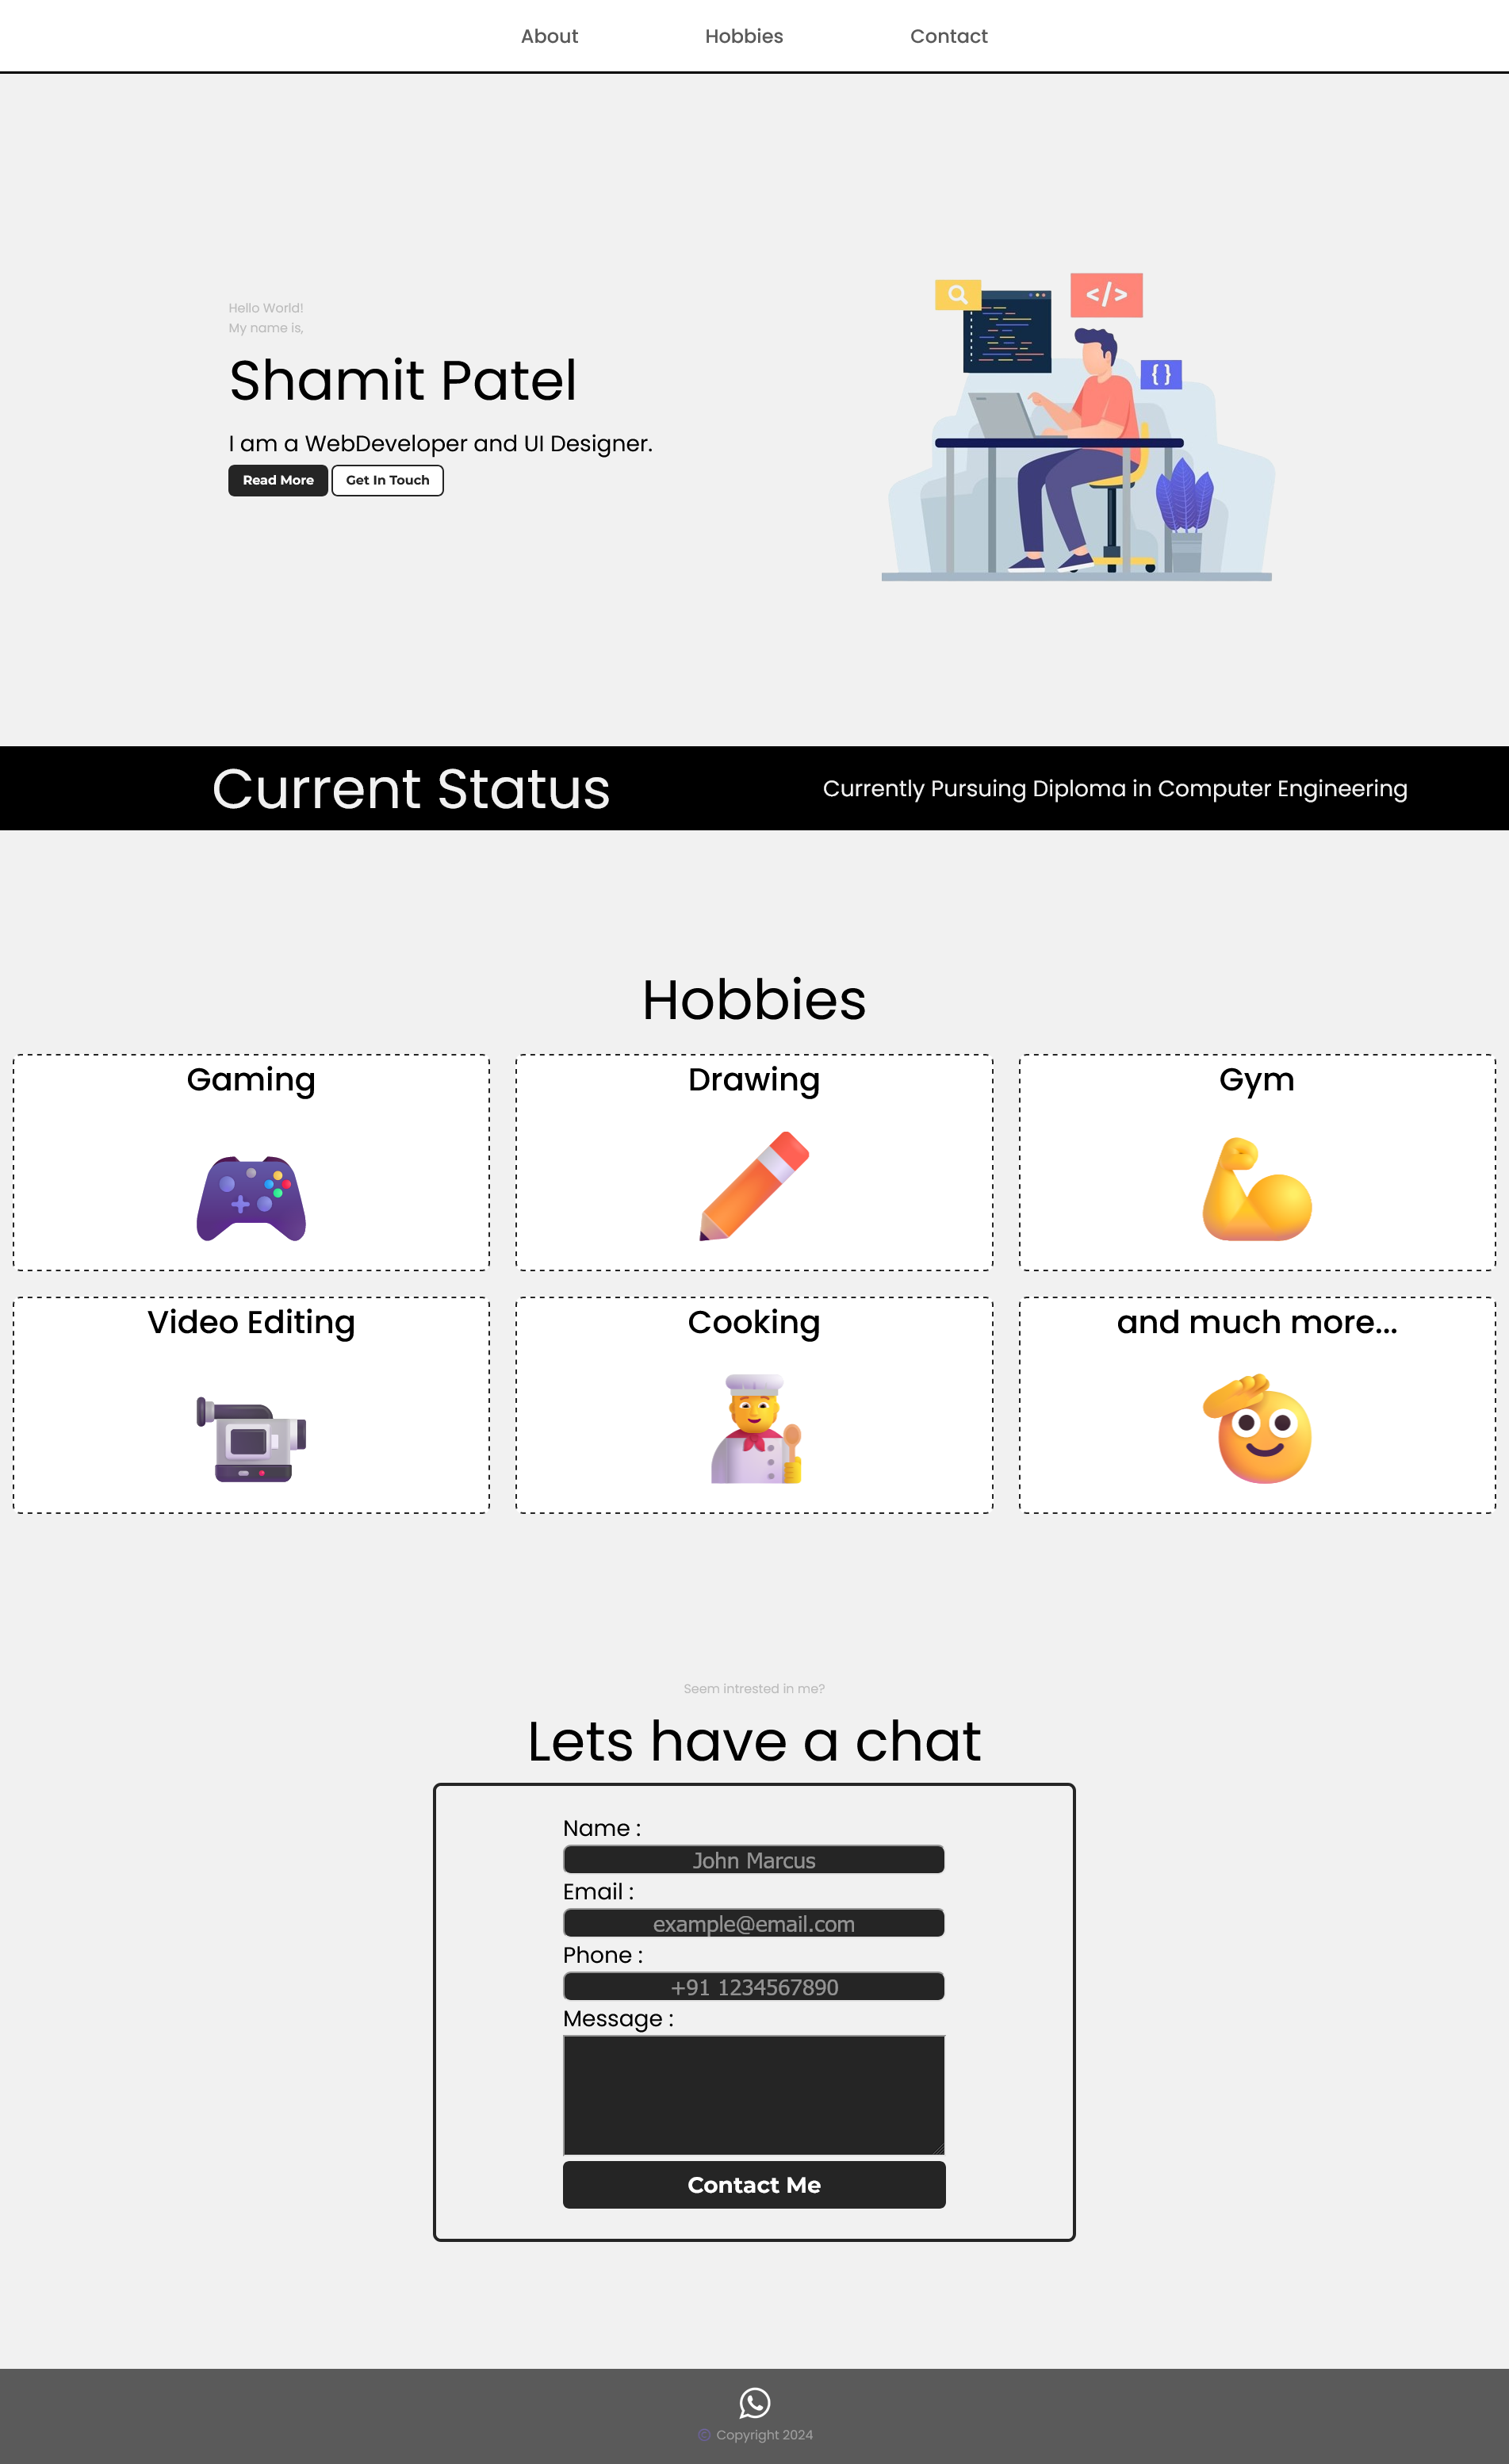 About Hobbies Contact
</>
Hello World!
My name is,
{ }
Shamit Patel
I am a WebDeveloper and UI Designer.
Read More Get In Touch
Current Status
Currently Pursuing Diploma in Computer Engineering
Hobbies
Gaming
Drawing
Gym
Video Editing
Cooking
and much more...
Seem intrested in me?
Lets have a chat
Name :
John Marcus
Email :
example@email.com
Phone :
+91 1234567890
Message :
Contact Me
© Copyright 2024